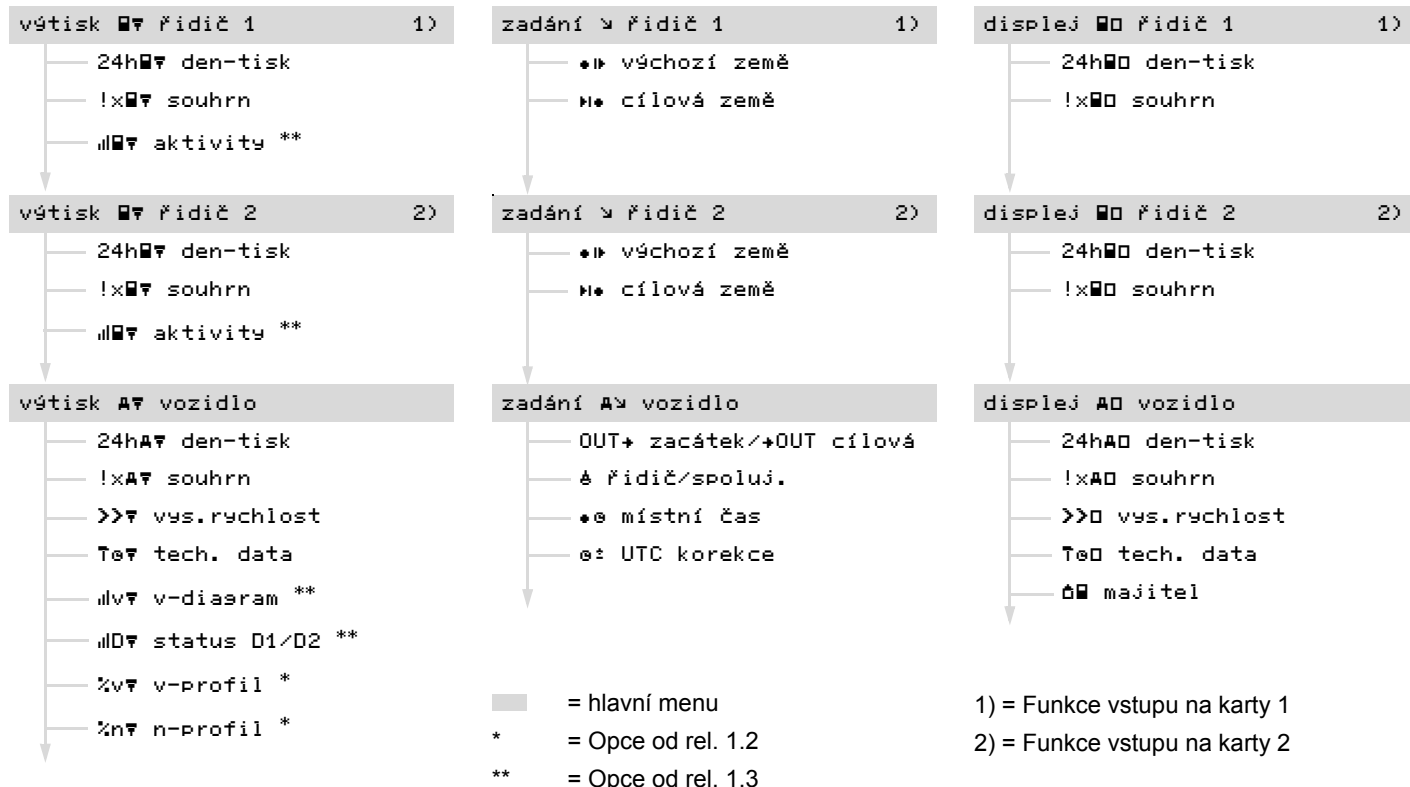 výtisk řidič 1 1)
24h den-tisk
!x souhrn
aktivity **
výtisk řidič 2 2)
24h den-tisk
!x souhrn
aktivity **
výtisk vozidlo
24h den-tisk
!x souhrn
>> vys.rychlost
tech. data
v v-diagram **
D status D1/D2 **
%v v-profil *
%n n-profil *
zadání řidič 1 1)
výchozí země
cílová země
zadání řidič 2 2)
výchozí země
cílová země
zadání vozidlo
OUT zacátek/OUT cílová
řidič/spoluj.
místní čas
UTC korekce
displej řidič 1 1)
24h den-tisk
!x souhrn
displej řidič 2 2)
24h den-tisk
!x souhrn
displej vozidlo
24h den-tisk
!x souhrn
>> vys.rychlost
tech. data
majitel
= hlavní menu
* = Opce od rel. 1.2
** = Opce od rel. 1.3
1) = Funkce vstupu na karty 1
2) = Funkce vstupu na karty 2